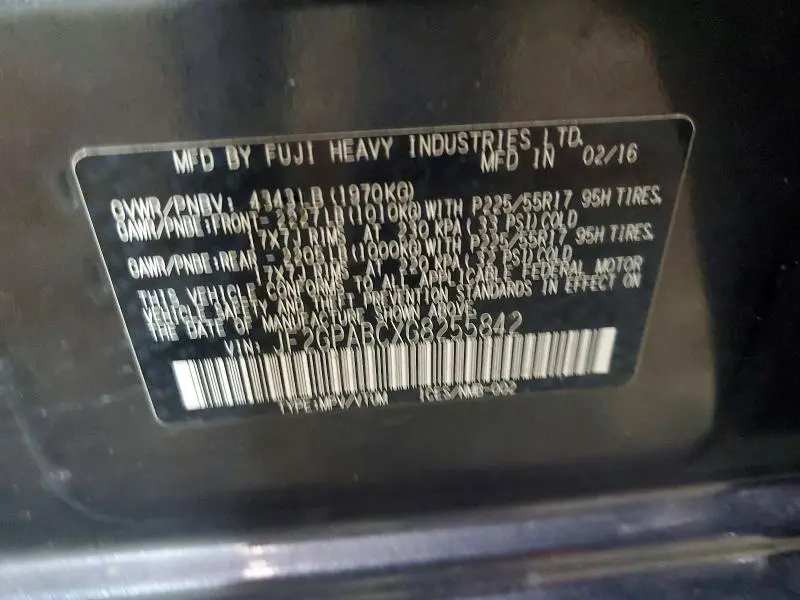 MFD BY FUJI HEAVY INDUSTRIES LTD.
MFD IN 02/16
GVWR/PNBV: 4343LB(1970KG)
GAWR/PNBE:FRONT= 2227LB(1010KG)WITH P225/55R17 95H TIRES,
17X7J RIMS AT 230 KPA(33 PSI)COLD
GAWR/PNBE:REAR = 2205LB(1000KG)WITH P225/55R17 95H TIRES,
17X7J RIMS AT 220 KPA(32 PSI)COLD
THIS VEHICLE CONFORMS TO ALL APPLICABLE FEDERAL MOTOR
VEHICLE SAFETY AND THEFT PREVENTION STANDARDS IN EFFECT ON
THE DATE OF MANUFACTURE SHOWN ABOVE.
VIN: JF2GPABCXG8255842
TYPE:MPV/VTUM ICES/NMB-002